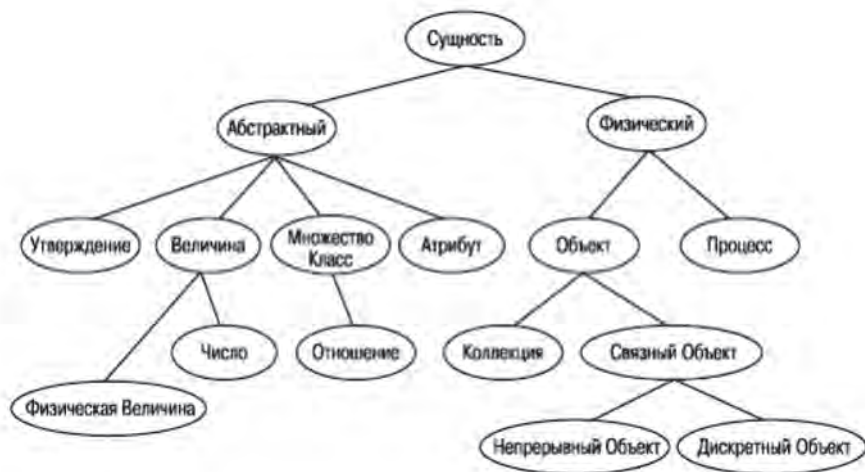 Сущность
Абстрактный
Физический
Утверждение
Величина
Множество
Класс
Атрибут
Объект
Процесс
Число
Отношение
Коллекция
Связный Объект
Физическая Величина
Непрерывный Объект
Дискретный Объект